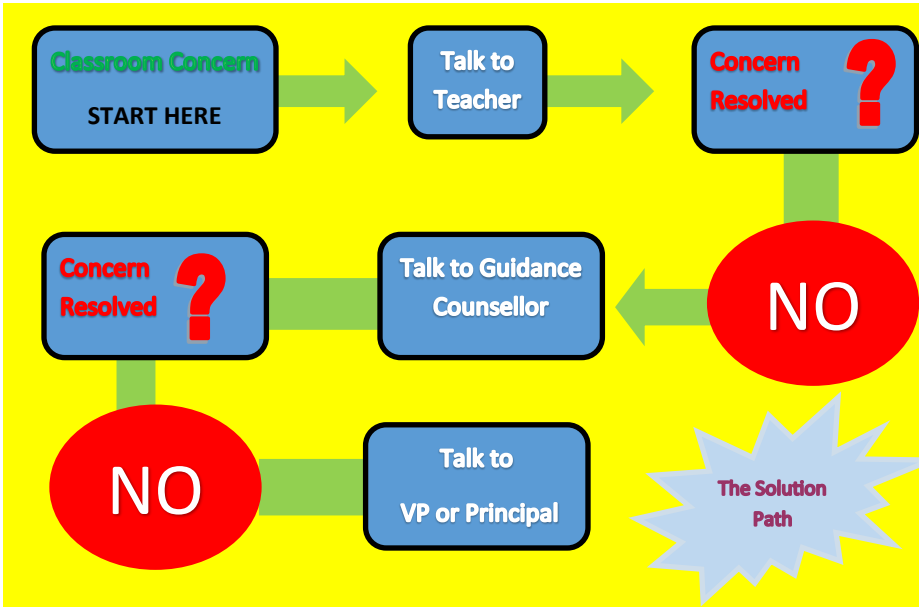 Classroom Concern
START HERE
Talk to
Teacher
Concern
Resolved
?
NO
Talk to Guidance
Counsellor
Concern
Resolved
?
NO
Talk to
VP or Principal
The Solution
Path